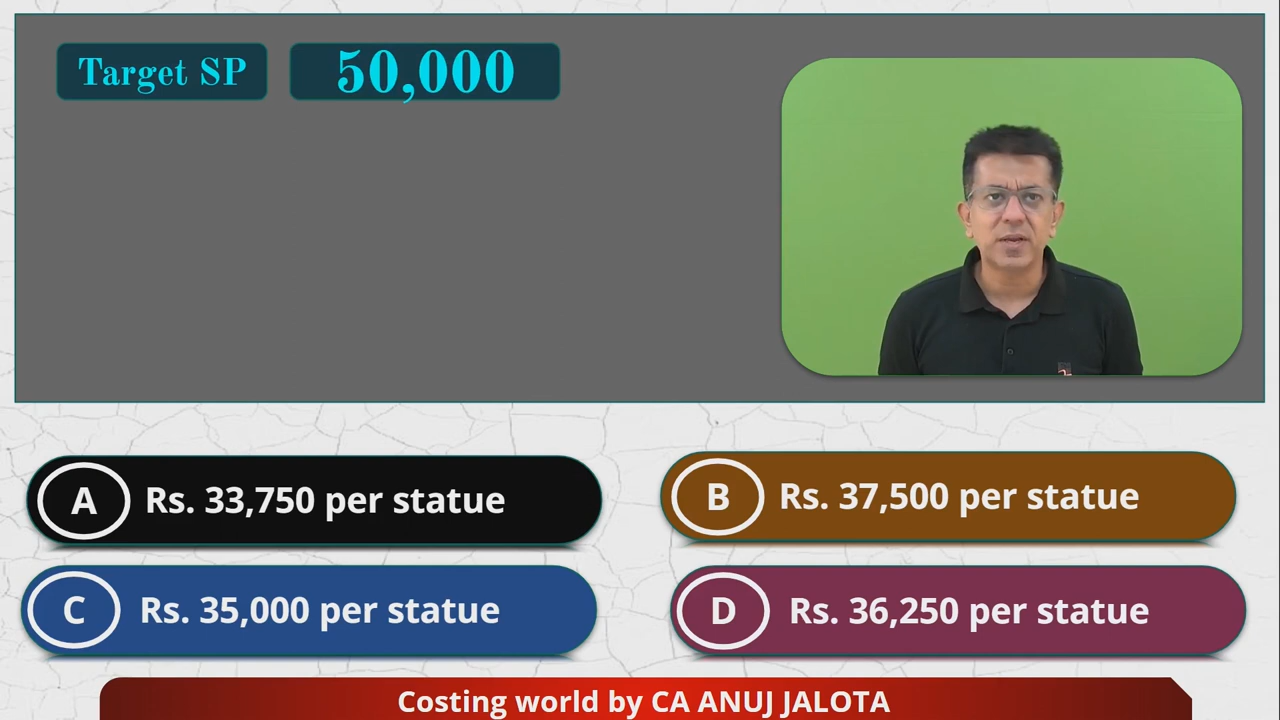 Target SP
50,000
A
Rs. 33,750 per statue
B
Rs. 37,500 per statue
C
Rs. 35,000 per statue
D
Rs. 36,250 per statue
Costing world by CA ANUJ JALOTA